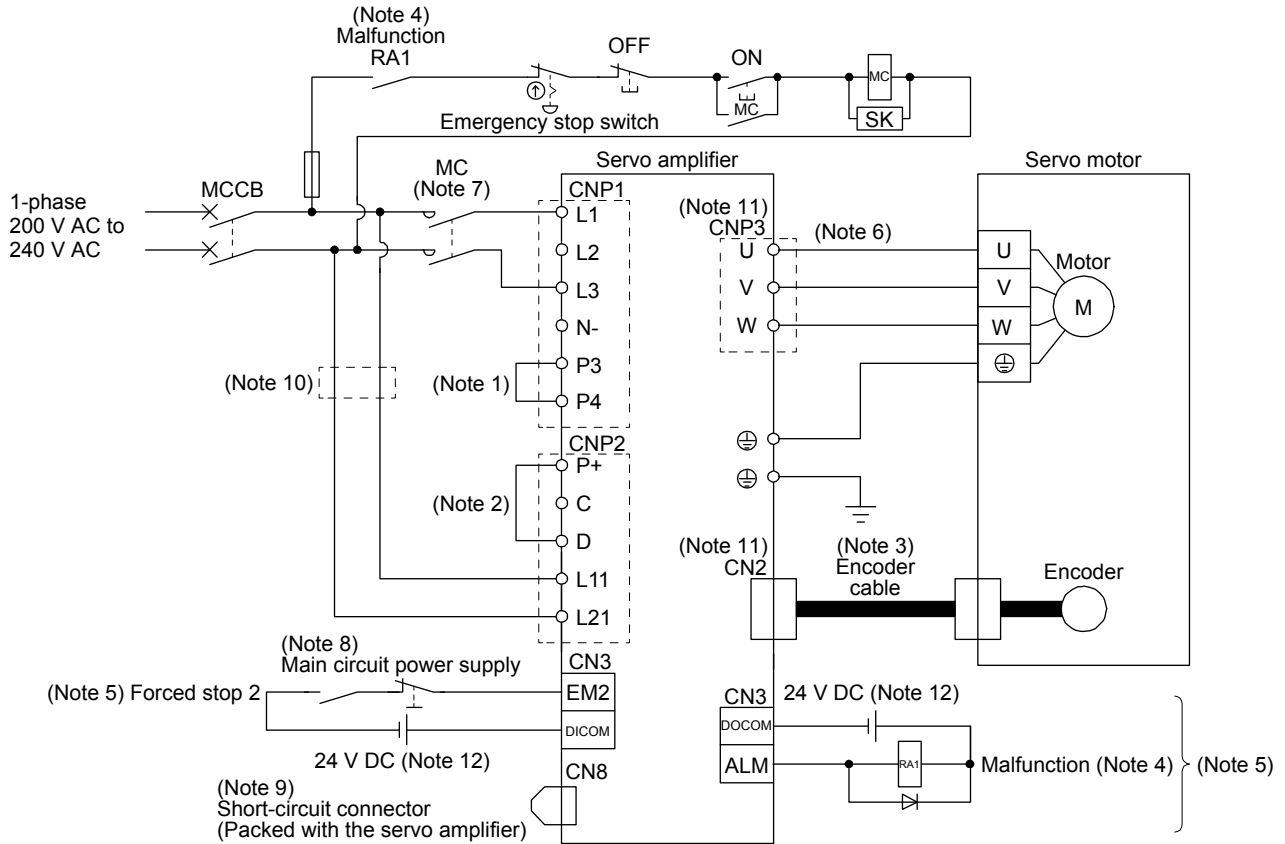 (Note 4)
Malfunction
RA1
OFF
ON
MC
MC
SK
Emergency stop switch
1-phase
200 V AC to
240 V AC
MCCB
MC
(Note 7)
Servo amplifier
Servo motor
CNP1
L1
L2
L3
N-
P3
P4
(Note 11)
CNP3
U
V
W
(Note 6)
U
V
W
Motor
M
(Note 10)
(Note 1)
CNP2
P+
C
D
L11
L21
(Note 2)
(Note 11)
CN2
(Note 3)
Encoder
cable
Encoder
(Note 8)
Main circuit power supply
(Note 5) Forced stop 2
24 V DC (Note 12)
CN3
EM2
DICOM
CN8
(Note 9)
Short-circuit connector
(Packed with the servo amplifier)
CN3
DOCOM
ALM
24 V DC (Note 12)
RA1
Malfunction (Note 4)
(Note 5)